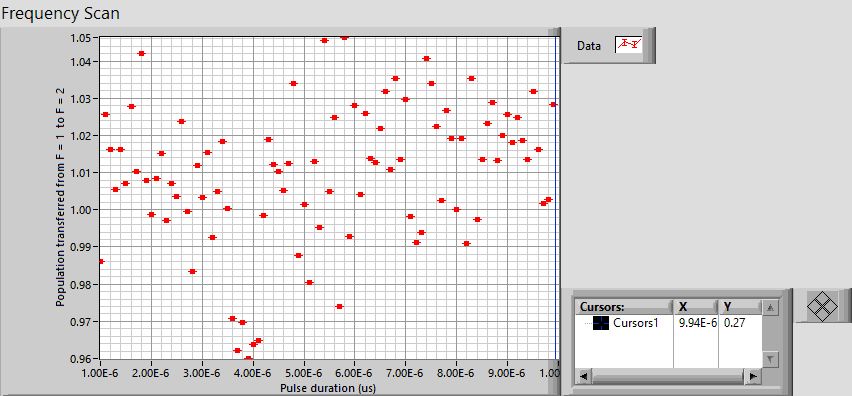 Frequency Scan
Data
Population transferred from F = 1 to F = 2
1.05
1.04
1.03
1.02
1.01
1.00
0.99
0.98
0.97
0.96
1.00E-6 2.00E-6 3.00E-6 4.00E-6 5.00E-6 6.00E-6 7.00E-6 8.00E-6 9.00E-6 1.00
Pulse duration (us)
Cursors: X Y
Cursors1 9.94E-6 0.27